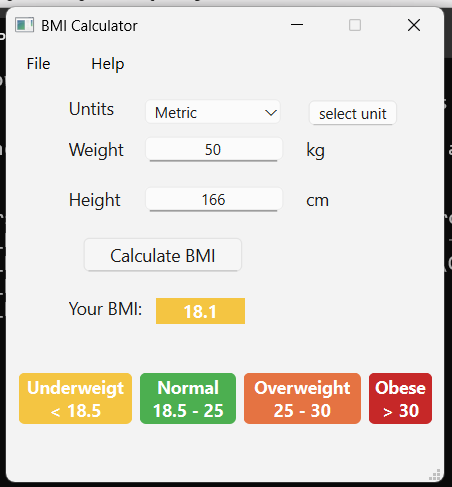 BMI Calculator
File Help
Untits Metric select unit
Weight 50 kg
Height 166 cm
Calculate BMI
Your BMI: 18.1
Underweigt Normal Overweight Obese
< 18.5 18.5 - 25 25 - 30 > 30